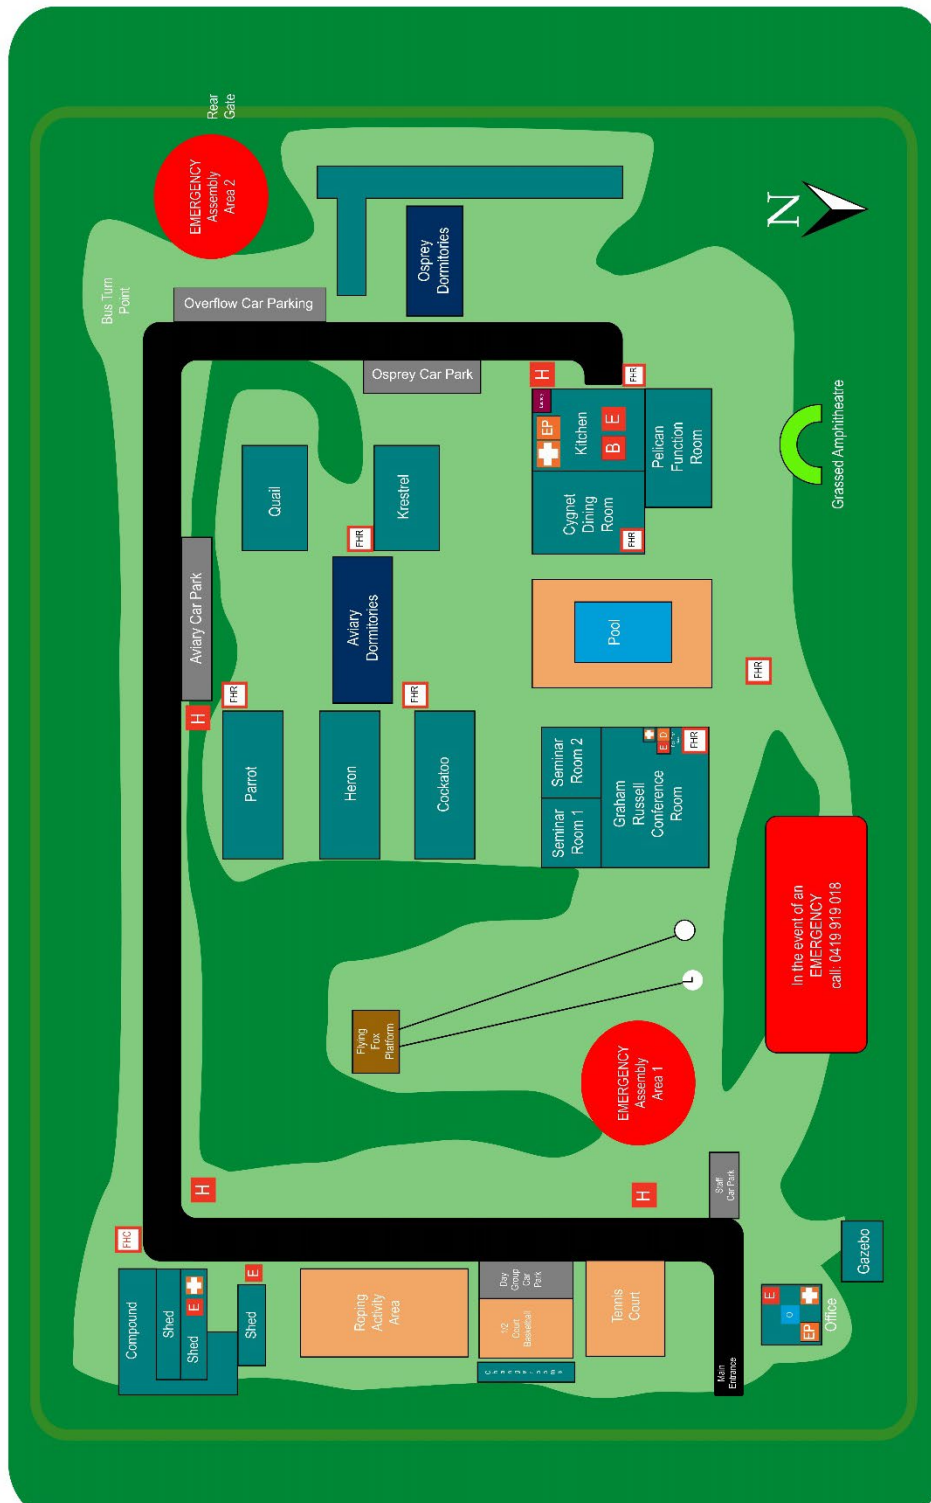 Rear
Gate
EMERGENCY
Assembly
Area 2
Bus Turn
Point
Overflow Car Parking
Osprey
Dormitories
N
Osprey Car Park
H
FHR
EP
Kitchen
B
E
Pelican
Function
Room
Cygnet
Dining
Room
FHR
Grassed Amphitheatre
Quail
Krestrel
FHR
Aviary Car Park
Aviary
Dormitories
Pool
H
FHR
FHR
FHR
Parrot
Heron
Cockatoo
Seminar
Room 1
Seminar
Room 2
Graham
Russell
Conference
Room
E
D
FHR
In the event of an
EMERGENCY
call: 0419 919 018
Flying
Fox
Platform
L
EMERGENCY
Assembly
Area 1
H
H
Staff
Car Park
FHC
Compound
Shed
Shed
E
Shed
E
Roping
Activity
Area
Day
Group
Car
Park
1/2
Court
Basketball
Tennis
Court
Main
Entrance
E
EP
Office
Gazebo